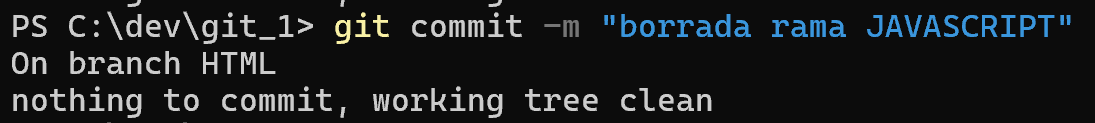 PS C:\dev\git_1> git commit -m "borrada rama JAVASCRIPT"
On branch HTML
nothing to commit, working tree clean